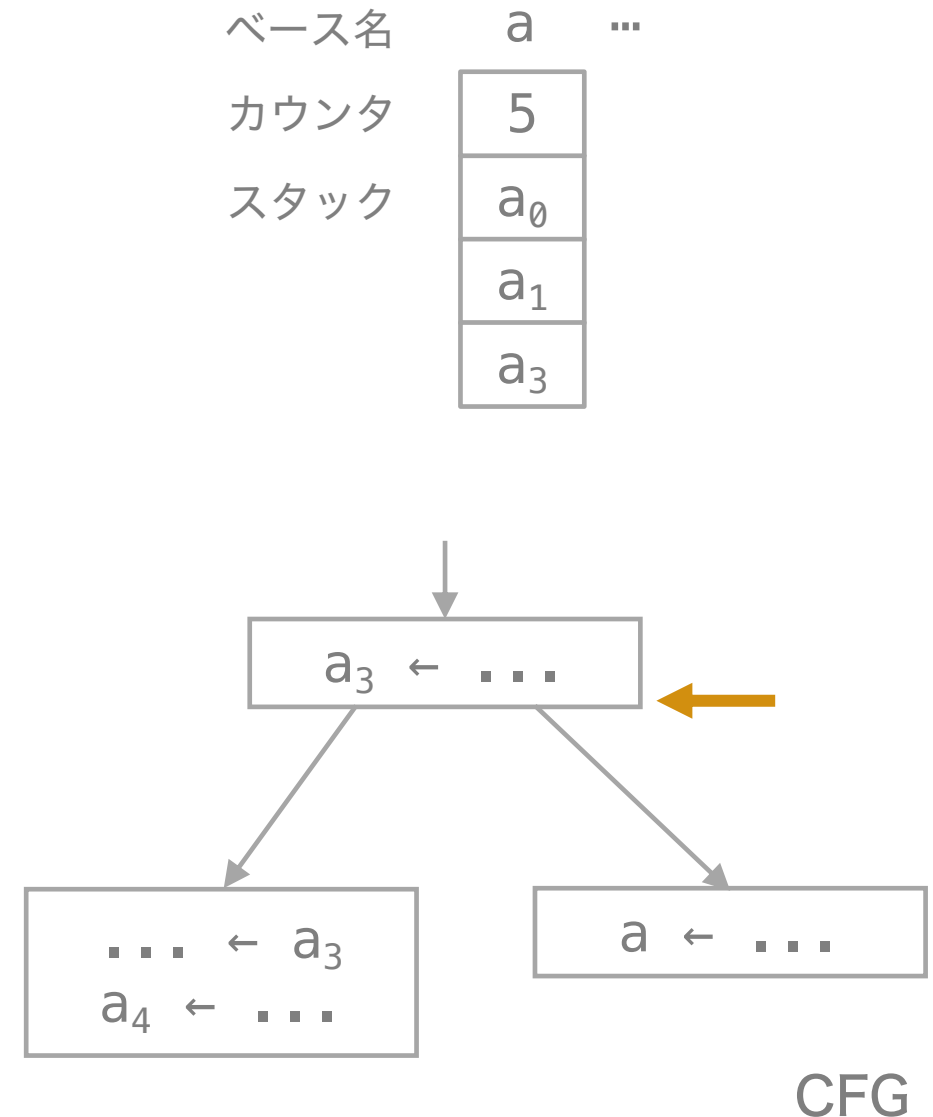 ベース名 a …
カウンタ 5
スタック a₀
a₁
a₃
a₃ ← ...
... ← a₃
a₄ ← ...
a ← ...
CFG